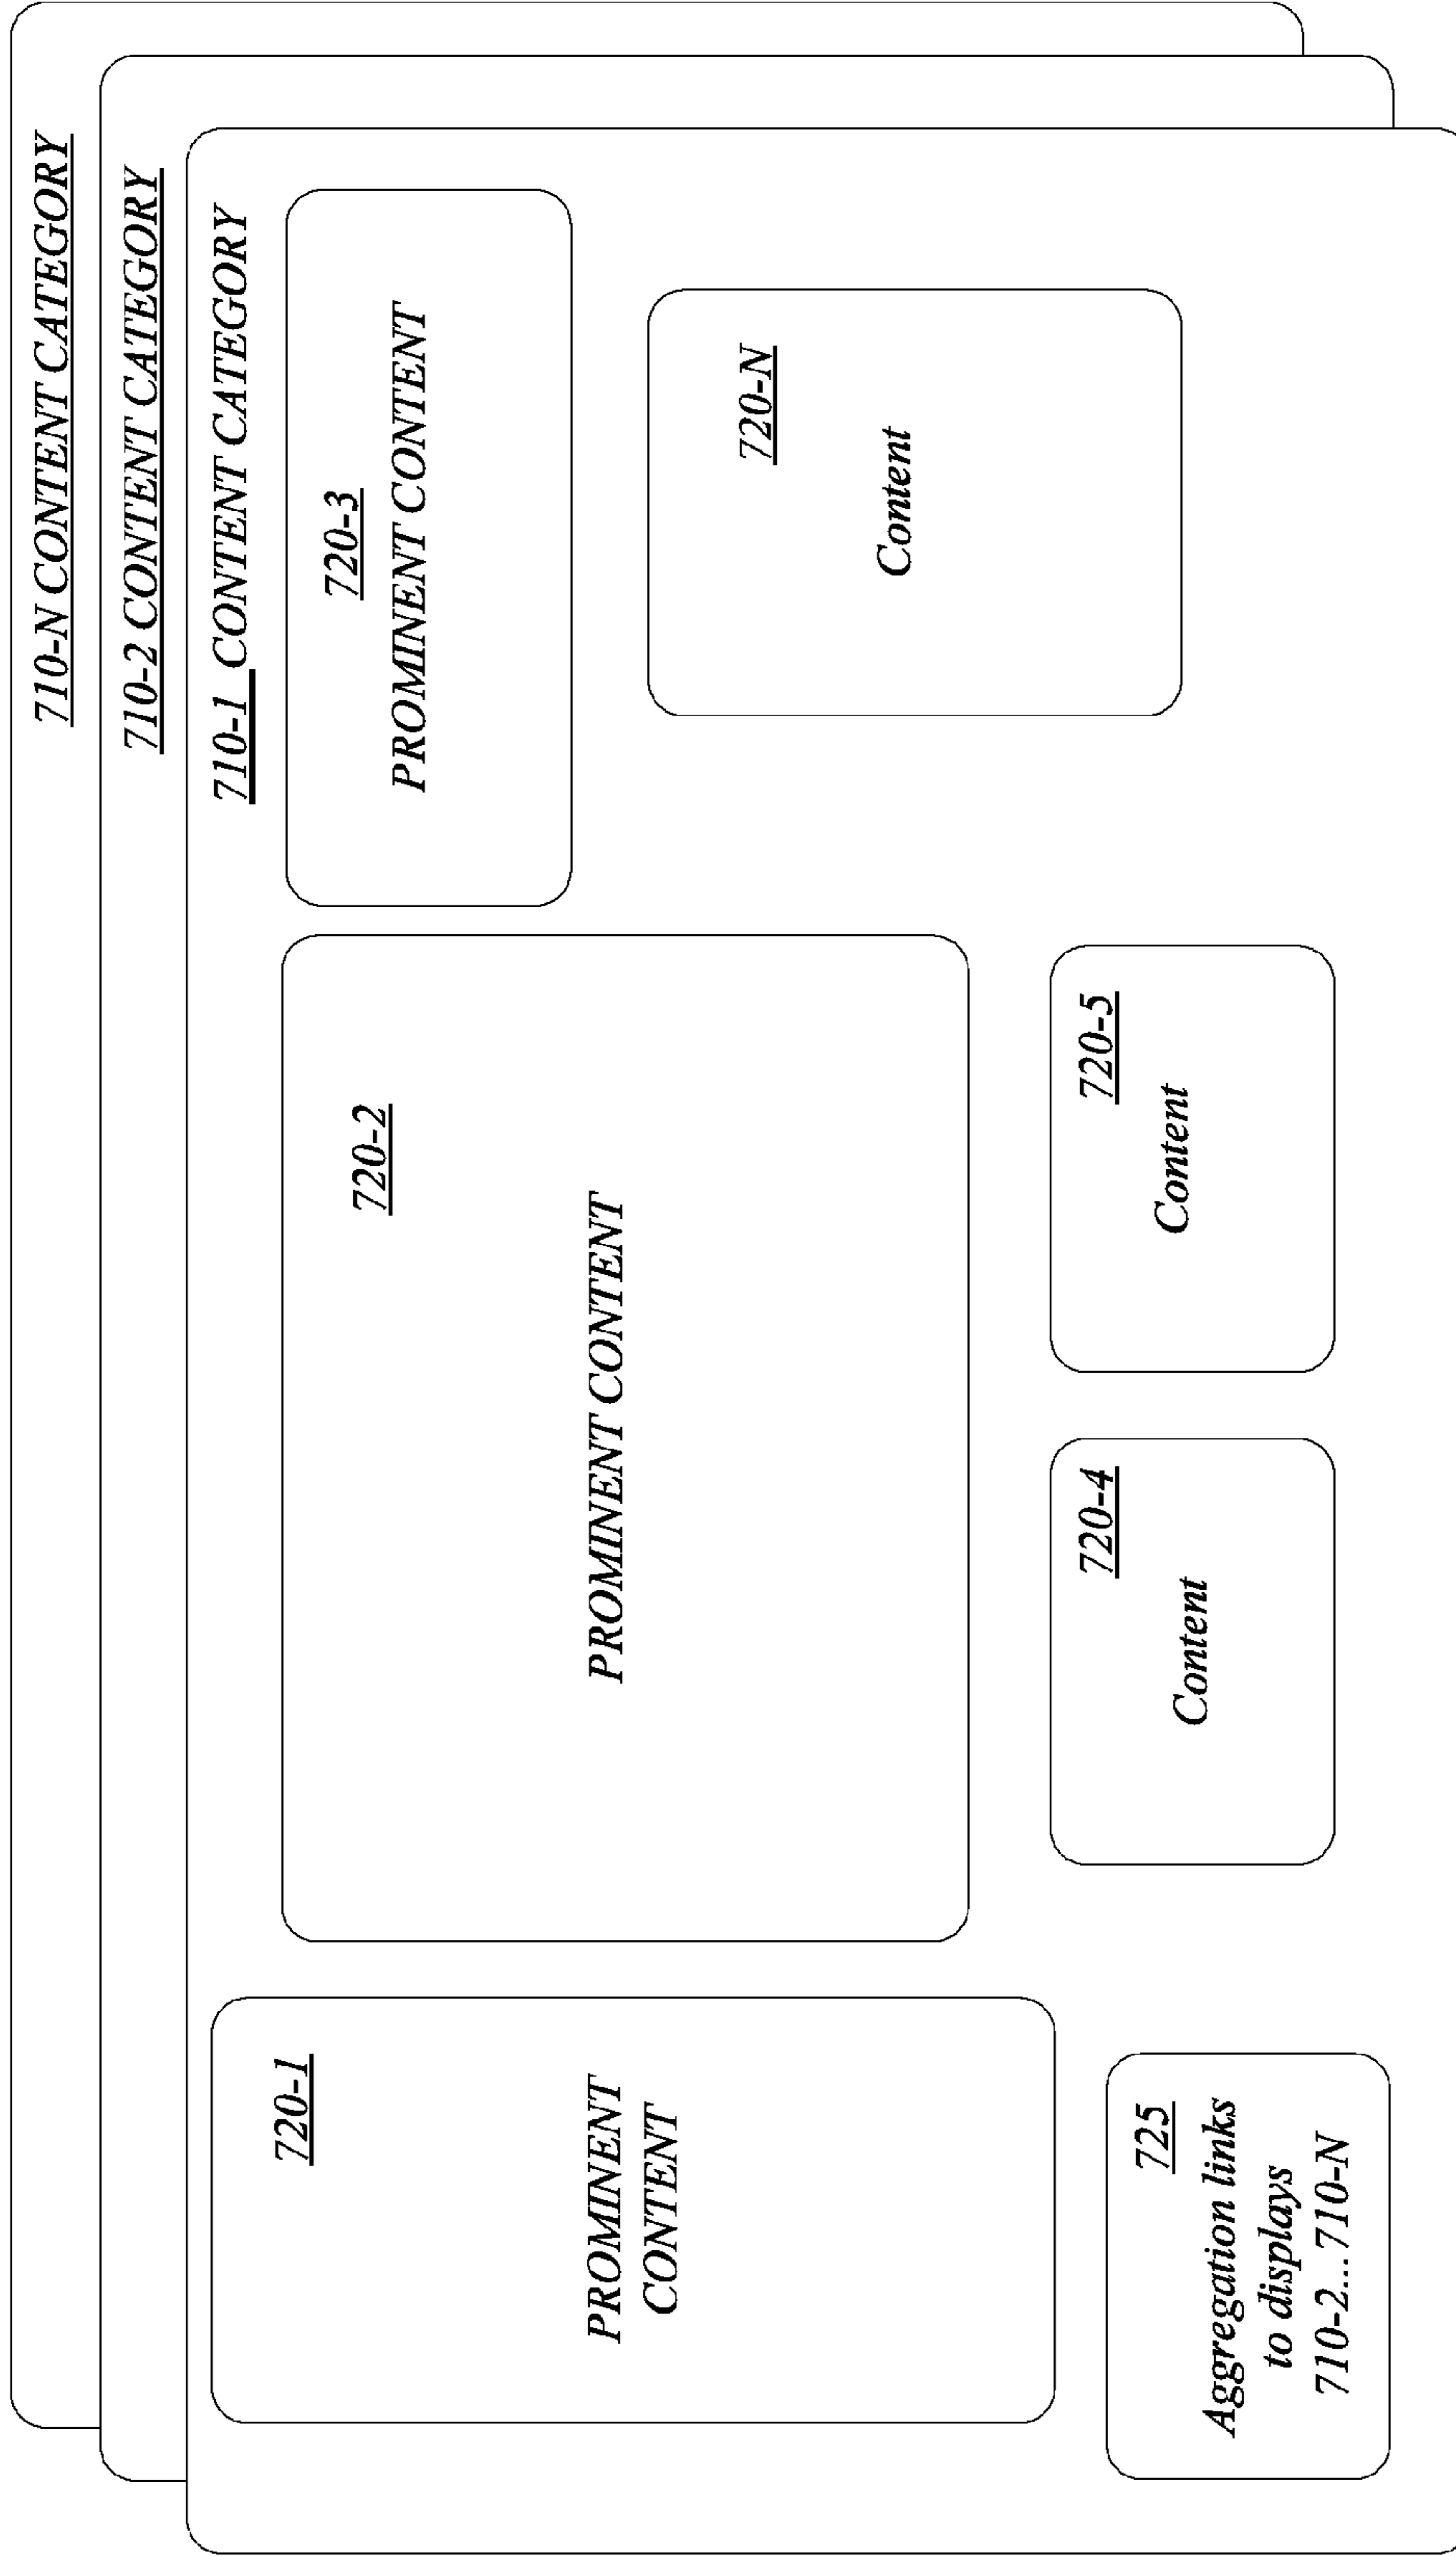 710-N CONTENT CATEGORY
710-2 CONTENT CATEGORY
710-1 CONTENT CATEGORY
720-1
PROMINENT
CONTENT
720-2
PROMINENT CONTENT
720-3
PROMINENT CONTENT
720-N
Content
725
Aggregation links
to displays
710-2...710-N
720-4
Content
720-5
Content